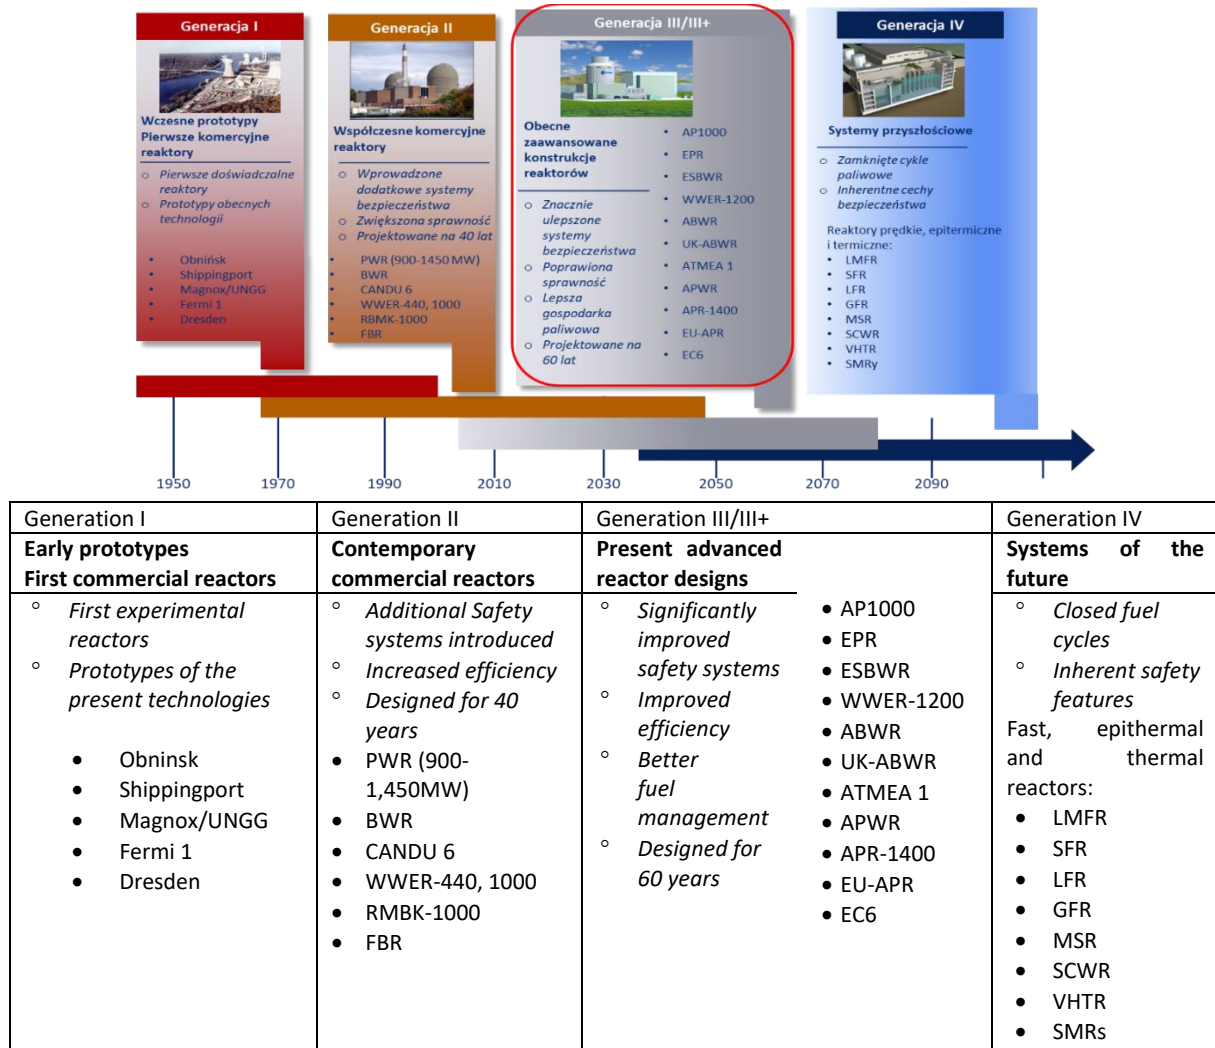 Generacja I
Wczesne prototypy
Pierwsze komercyjne
reaktory
o Pierwsze doświadczalne
reaktory
o Prototypy obecnych
technologii
• Obnińsk
• Shippingport
• Magnox/UNGG
• Fermi 1
• Dresden
Generacja II
Współczesne komercyjne
reaktory
o Wprowadzone
dodatkowe systemy
bezpieczeństwa
o Zwiększona sprawność
o Projektowane na 40 lat
• PWR (900-1450 MW)
• BWR
• CANDU 6
• WWER-440, 1000
• RBMK-1000
• FBR
Generacja III/III+
Obecne
zaawansowane
konstrukcje
reaktorów
o Znacznie
ulepszone
systemy
bezpieczeństwa
o Poprawiona
sprawność
o Lepsza
gospodarka
paliwowa
o Projektowane na
60 lat
• AP1000
• EPR
• ESBWR
• WWER-1200
• ABWR
• UK-ABWR
• ATMEA 1
• APWR
• APR-1400
• EU-APR
• EC6
Generacja IV
Systemy przyszłościowe
o Zamknięte cykle
paliwowe
o Inherentne cechy
bezpieczeństwa
Reaktory prędkie, epitermiczne
i termiczne:
• LMFR
• SFR
• LFR
• GFR
• MSR
• SCWR
• VHTR
• SMRy
1950 1970 1990 2010 2030 2050 2070 2090
Generation I
Early prototypes
First commercial reactors
° First experimental
reactors
° Prototypes of the
present technologies
• Obninsk
• Shippingport
• Magnox/UNGG
• Fermi 1
• Dresden
Generation II
Contemporary
commercial reactors
° Additional Safety
systems introduced
° Increased efficiency
° Designed for 40
years
• PWR (900-
1,450MW)
• BWR
• CANDU 6
• WWER-440, 1000
• RMBK-1000
• FBR
Generation III/III+
Present advanced
reactor designs
° Significantly
improved
safety systems
° Improved
efficiency
° Better
fuel
management
° Designed for
60 years
• AP1000
• EPR
• ESBWR
• WWER-1200
• ABWR
• UK-ABWR
• ATMEA 1
• APWR
• APR-1400
• EU-APR
• EC6
Generation IV
Systems of the
future
° Closed fuel
cycles
° Inherent safety
features
Fast, epithermal
and thermal
reactors:
• LMFR
• SFR
• LFR
• GFR
• MSR
• SCWR
• VHTR
• SMRs